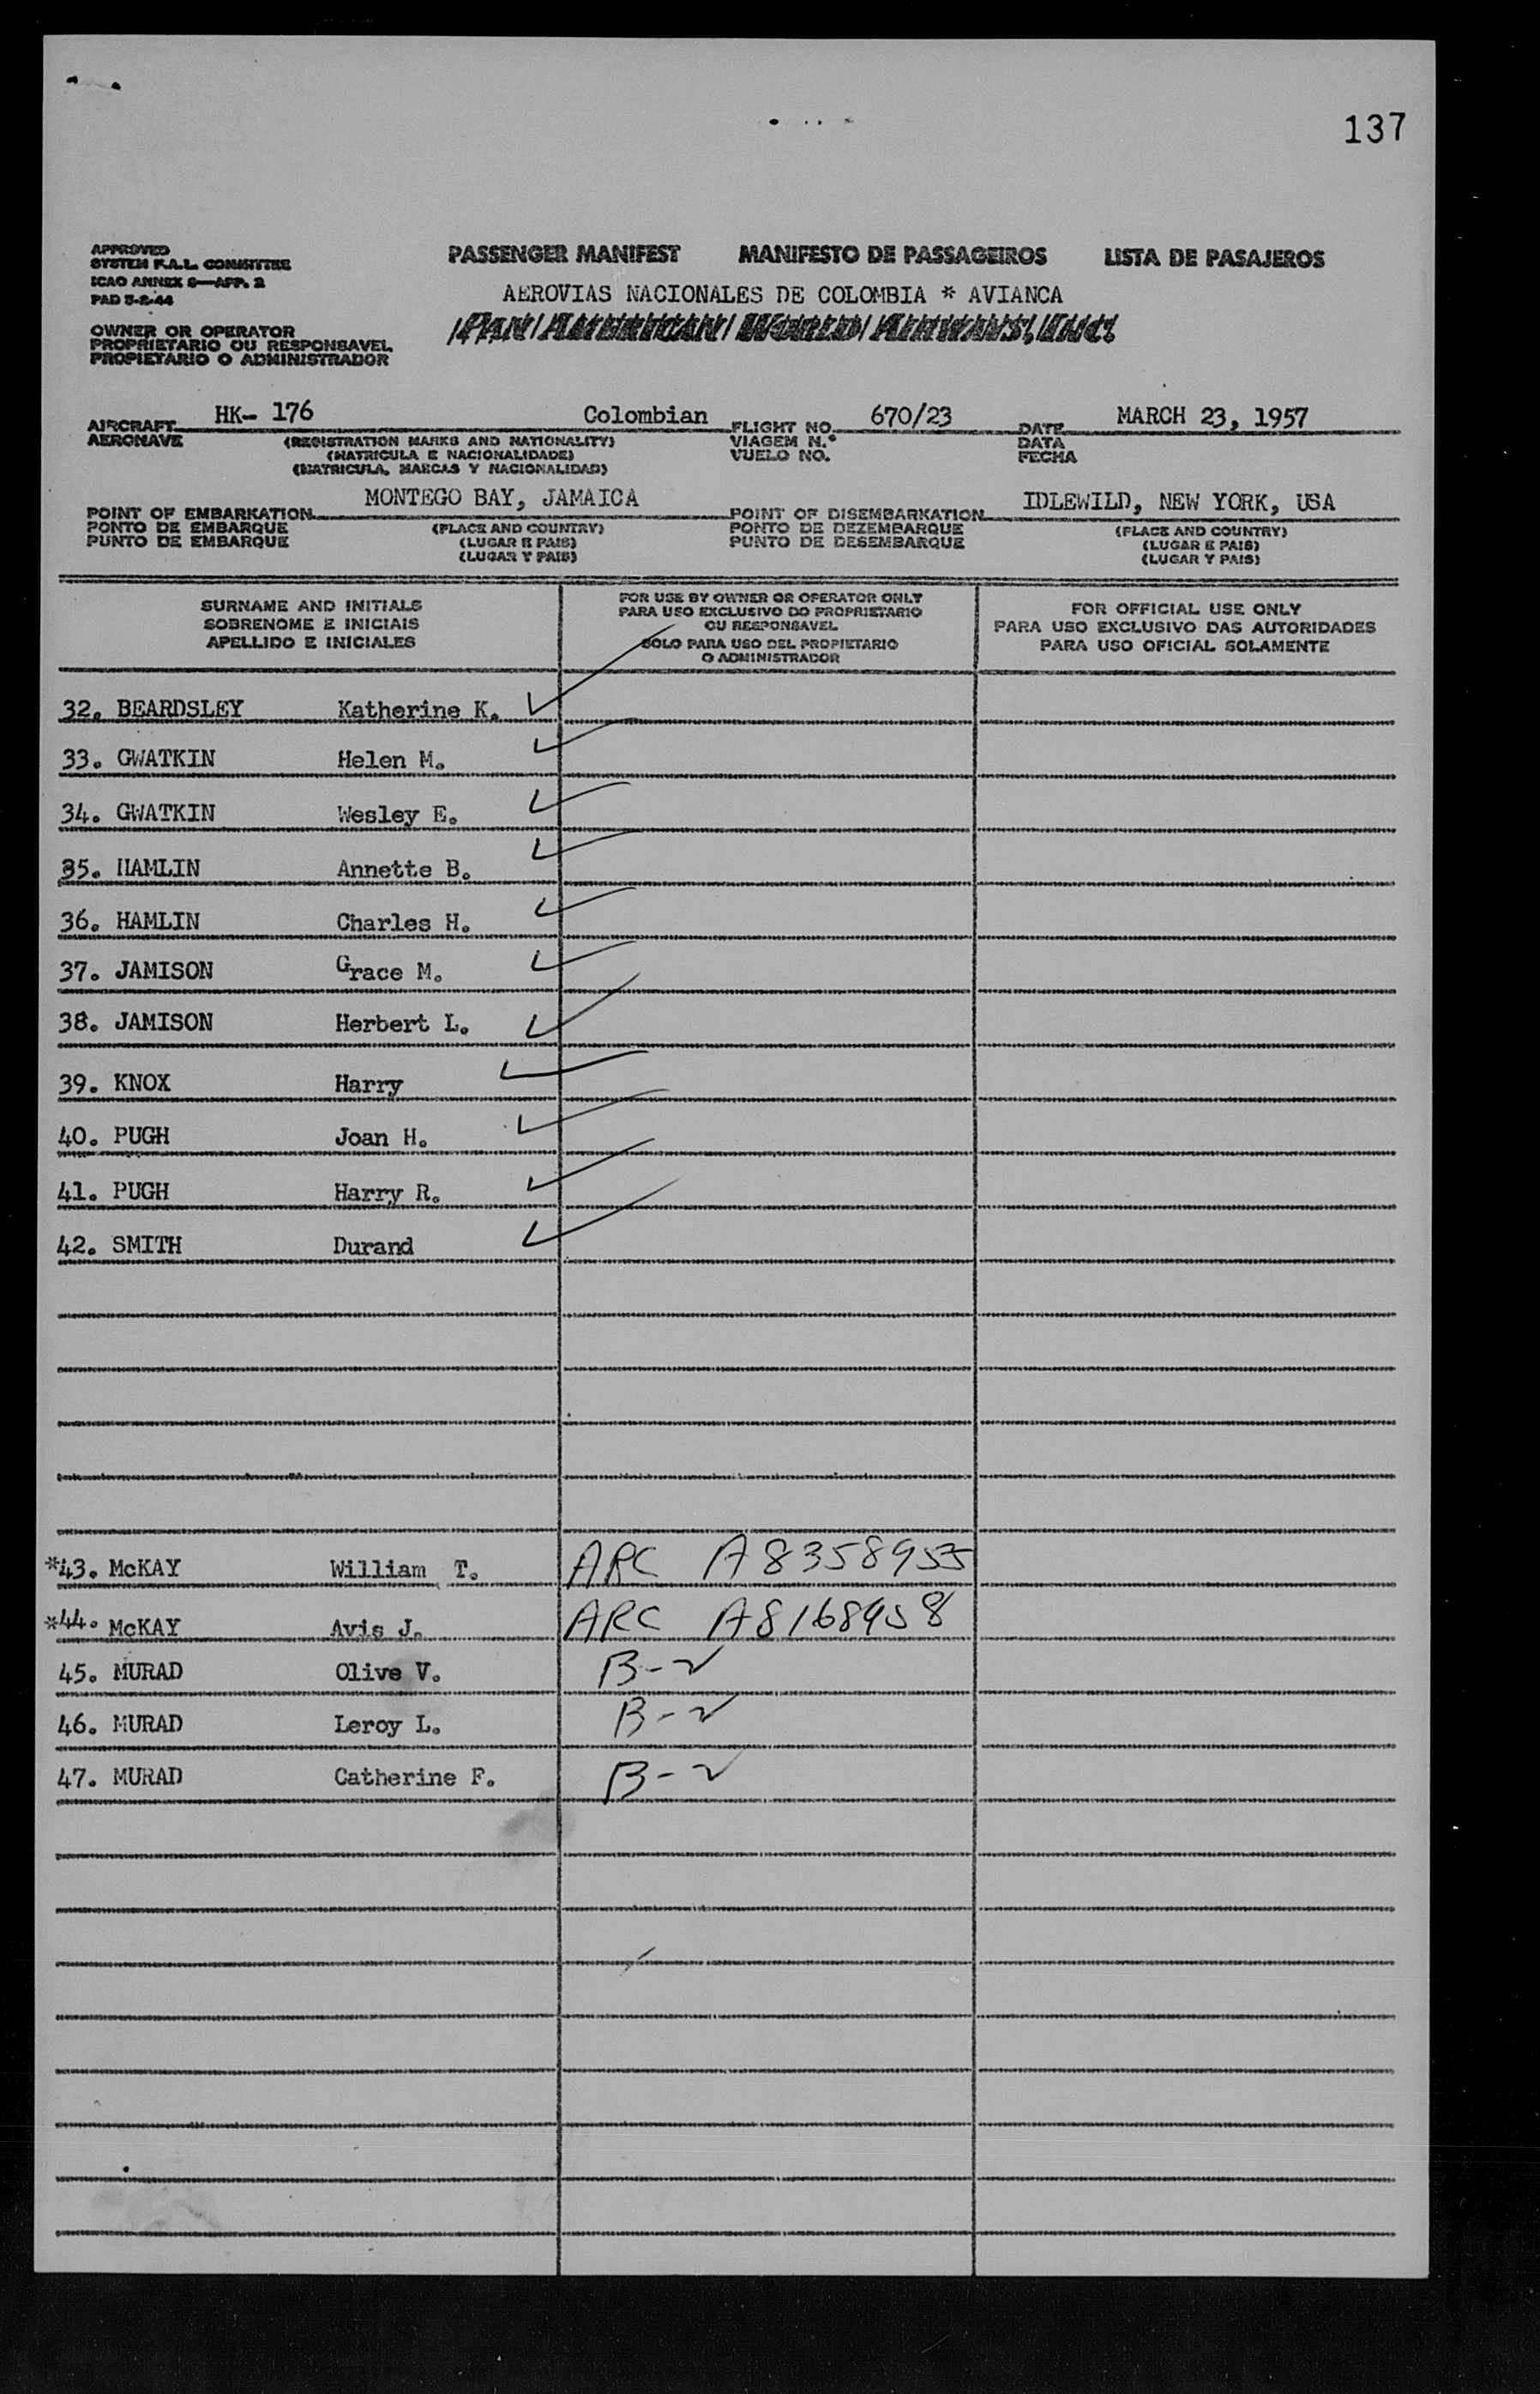 137
APPROVED
SYSTEM F.A.L. COMMITTEE
ICAO ANNEX 9—APP. 2
PAD 5-2-44
PASSENGER MANIFEST MANIFESTO DE PASSAGEIROS LISTA DE PASAJEROS
AEROVIAS NACIONALES DE COLOMBIA * AVIANCA
PAN AMERICAN WORLD AIRWAYS, INC.
OWNER OR OPERATOR
PROPRIETARIO OU RESPONSAVEL
PROPIETARIO O ADMINISTRADOR
AIRCRAFT HK- 176 Colombian FLIGHT NO. 670/23 DATE MARCH 23, 1957
AERONAVE (REGISTRATION MARKS AND NATIONALITY) VIAGEM N.º DATA
(MATRICULA E NACIONALIDADE) VUELO NO. FECHA
(MATRICULA, MARCAS Y NACIONALIDAD)
POINT OF EMBARKATION MONTEGO BAY, JAMAICA POINT OF DISEMBARKATION IDLEWILD, NEW YORK, USA
PONTO DE EMBARQUE (PLACE AND COUNTRY) PONTO DE DEZEMBARQUE (PLACE AND COUNTRY)
PUNTO DE EMBARQUE (LUGAR E PAIS) PUNTO DE DESEMBARQUE (LUGAR E PAIS)
(LUGAR Y PAIS) (LUGAR Y PAIS)
SURNAME AND INITIALS
SOBRENOME E INICIAIS
APELLIDO E INICIALES
FOR USE BY OWNER OR OPERATOR ONLY
PARA USO EXCLUSIVO DO PROPRIETARIO
OU RESPONSAVEL
SOLO PARA USO DEL PROPIETARIO
O ADMINISTRADOR
FOR OFFICIAL USE ONLY
PARA USO EXCLUSIVO DAS AUTORIDADES
PARA USO OFICIAL SOLAMENTE
32. BEARDSLEY Katherine K. ✓
33. GWATKIN Helen M. ✓
34. GWATKIN Wesley E. ✓
35. HAMLIN Annette B. ✓
36. HAMLIN Charles H. ✓
37. JAMISON Grace M. ✓
38. JAMISON Herbert L. ✓
39. KNOX Harry ✓
40. PUGH Joan H. ✓
41. PUGH Harry R. ✓
42. SMITH Durand ✓
*43. McKAY William T. ARC A8358955
*44. McKAY Avis J. ARC A8168958
45. MURAD Olive V. B-2
46. MURAD Leroy L. B-2
47. MURAD Catherine F. B-2